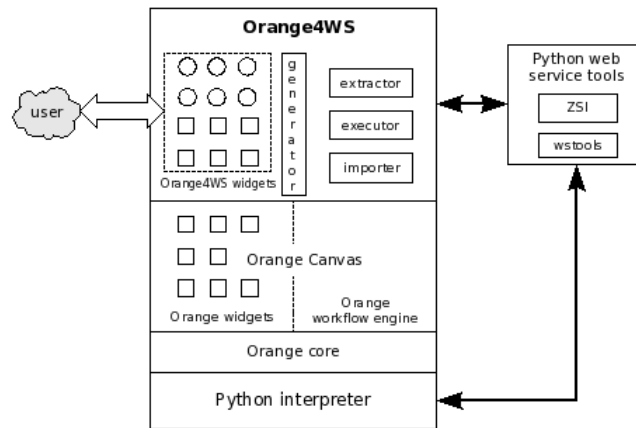 Orange4WS
user
generator
extractor
executor
importer
Orange4WS widgets
Python web
service tools
ZSI
wstools
Orange Canvas
Orange widgets
Orange
workflow engine
Orange core
Python interpreter